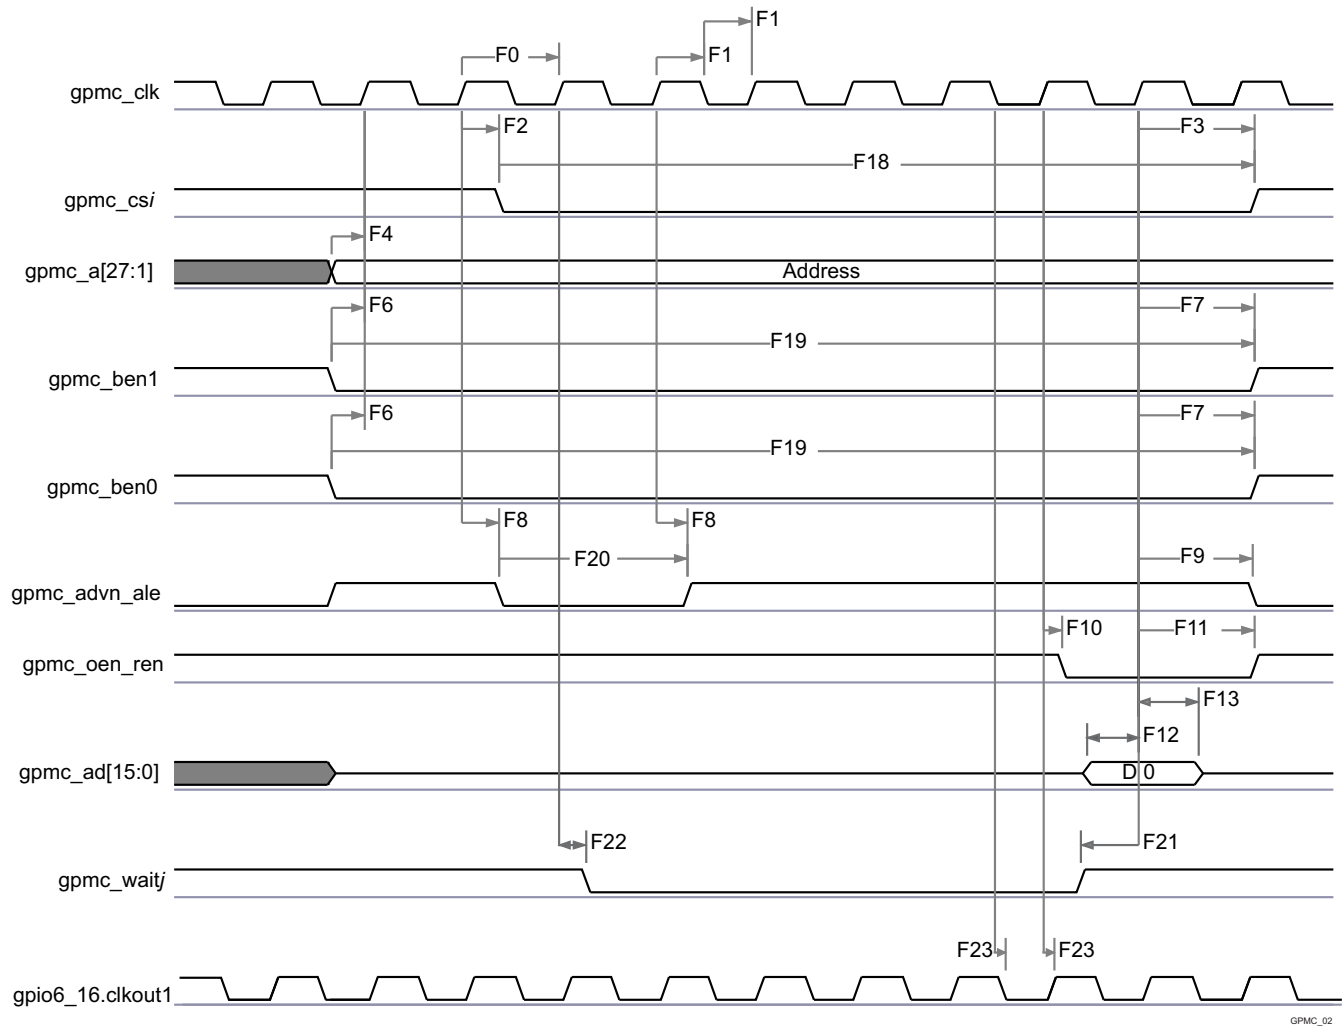 F1
F0
F1
gpmc_clk
F2
F3
F18
gpmc_csi
F4
gpmc_a[27:1]
Address
F6
F7
F19
gpmc_ben1
F6
F7
F19
gpmc_ben0
F8
F8
F20
F9
gpmc_advn_ale
F10
F11
gpmc_oen_ren
F13
F12
gpmc_ad[15:0]
D 0
F22
F21
gpmc_waitj
F23
F23
gpio6_16.clkout1
GPMC_02